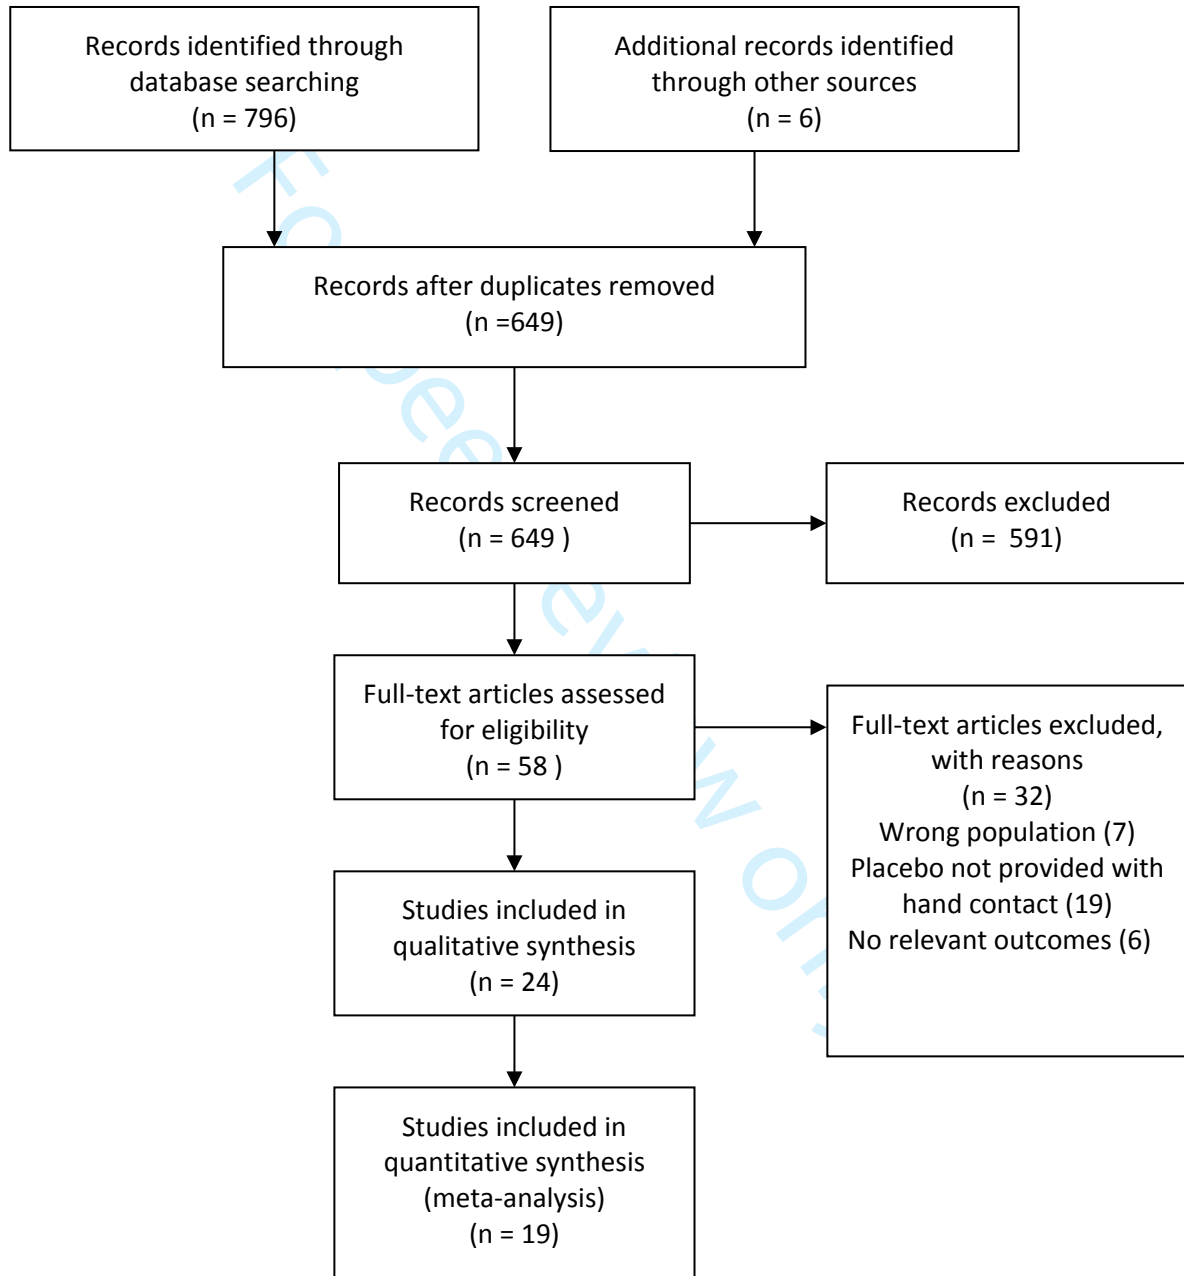 Records identified through
database searching
(n = 796)
Additional records identified
through other sources
(n = 6)
Records after duplicates removed
(n =649)
Records screened
(n = 649 )
Records excluded
(n =  591)
Full-text articles assessed
for eligibility
(n = 58 )
Full-text articles excluded,
with reasons
(n = 32)
Wrong population (7)
Placebo not provided with
hand contact (19)
No relevant outcomes (6)
Studies included in
qualitative synthesis
(n = 24)
Studies included in
quantitative synthesis
(meta-analysis)
(n = 19)